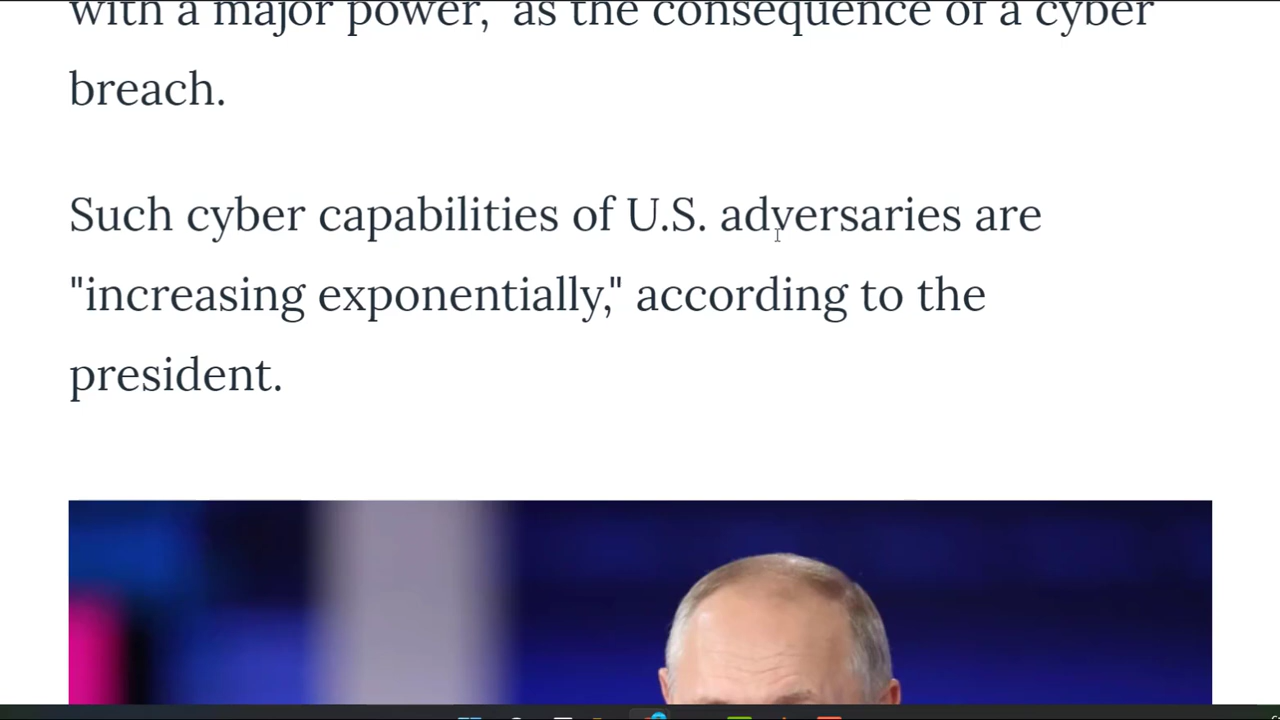 with a major power," as the consequence of a cyber
breach.
Such cyber capabilities of U.S. adversaries are
"increasing exponentially," according to the
president.